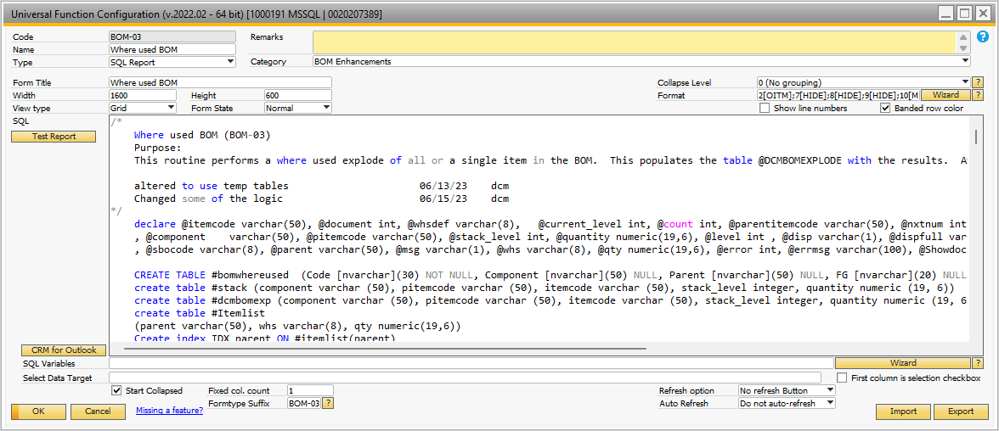 Universal Function Configuration (v.2022.02 - 64 bit) [1000191 MSSQL | 0020207389]
Code BOM-03 Remarks
Name Where used BOM
Type SQL Report Category BOM Enhancements
Form Title Where used BOM Collapse Level 0 (No grouping) ?
Width 1600 Height 600 Format 2[OITM];7[HIDE];8[HIDE];9[HIDE];10[M Wizard ?
View type Grid Form State Normal Show line numbers Banded row color
SQL
Test Report
/*
Where used BOM (BOM-03)
Purpose:
This routine performs a where used explode of all or a single item in the BOM. This populates the table @DCMBOMEXPLODE with the results.
altered to use temp tables 06/13/23 dcm
Changed some of the logic 06/15/23 dcm
*/
declare @itemcode varchar(50), @document int, @whsdef varchar(8), @current_level int, @count int, @parentitemcode varchar(50), @nxtnum int
, @component varchar(50), @pitemcode varchar(50), @stack_level int, @quantity numeric(19,6), @level int , @disp varchar(1), @dispfull var
, @sbocode varchar(8), @parent varchar(50), @msg varchar(1), @whs varchar(8), @qty numeric(19,6), @error int, @errmsg varchar(100), @Showdoc
CREATE TABLE #bomwhereused (Code [nvarchar](30) NOT NULL, Component [nvarchar](50) NULL, Parent [nvarchar](50) NULL, FG [nvarchar](20) NULL
create table #stack (component varchar (50), pitemcode varchar (50), itemcode varchar (50), stack_level integer, quantity numeric (19, 6))
create table #dcmbomexp (component varchar (50), pitemcode varchar (50), itemcode varchar (50), stack_level integer, quantity numeric (19, 6
create table #Itemlist
(parent varchar(50), whs varchar(8), qty numeric(19,6))
Create index IDX_parent ON #itemlist(parent)
CRM for Outlook
SQL Variables Wizard ?
Select Data Target First column is selection checkbox
Start Collapsed Fixed col. count 1 Refresh option No refresh Button
Formtype Suffix BOM-03 ? Auto Refresh Do not auto-refresh
OK Cancel Missing a feature? Import Export